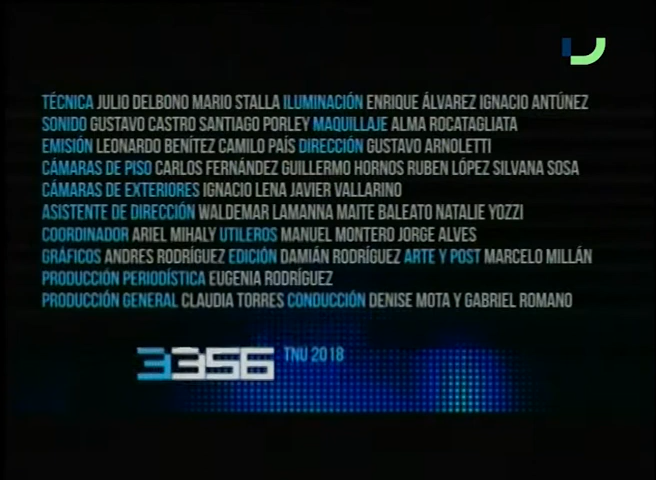 TÉCNICA JULIO DELBONO MARIO STALLA ILUMINACIÓN ENRIQUE ÁLVAREZ IGNACIO ANTÚNEZ
SONIDO GUSTAVO CASTRO SANTIAGO PORLEY MAQUILLAJE ALMA ROCATAGLIATA
EMISIÓN LEONARDO BENÍTEZ CAMILO PAÍS DIRECCIÓN GUSTAVO ARNOLETTI
CÁMARAS DE PISO CARLOS FERNÁNDEZ GUILLERMO HORNOS RUBEN LÓPEZ SILVANA SOSA
CÁMARAS DE EXTERIORES IGNACIO LENA JAVIER VALLARINO
ASISTENTE DE DIRECCIÓN WALDEMAR LAMANNA MAITE BALEATO NATALIE YOZZI
COORDINADOR ARIEL MIHALY UTILEROS MANUEL MONTERO JORGE ALVES
GRÁFICOS ANDRES RODRÍGUEZ EDICIÓN DAMIÁN RODRÍGUEZ ARTE Y POST MARCELO MILLÁN
PRODUCCIÓN PERIODÍSTICA EUGENIA RODRÍGUEZ
PRODUCCIÓN GENERAL CLAUDIA TORRES CONDUCCIÓN DENISE MOTA Y GABRIEL ROMANO
3356 TNU 2018